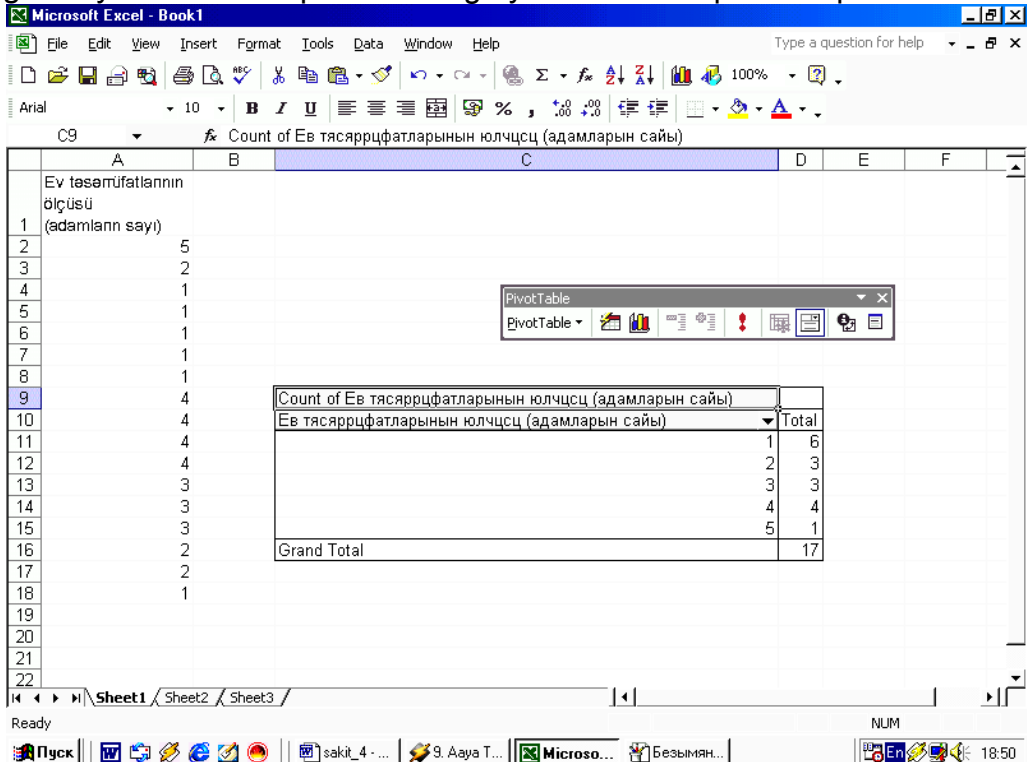 Microsoft Excel - Book1
File Edit View Insert Format Tools Data Window Help Type a question for help
Arial 10 B I U 100%
C9 fx Count of Ев тясяррцфатларынын юлчцсц (адамларын сайы)
A B C D E F
Ev təsərrüfatlarının
ölçüsü
1 (adamların sayı)
2 5
3 2
4 1
PivotTable
5 1
PivotTable
6 1
7 1
8 1
9 4 Count of Ев тясяррцфатларынын юлчцсц (адамларын сайы)
10 4 Ев тясяррцфатларынын юлчцсц (адамларын сайы) Total
11 4 1 6
12 4 2 3
13 3 3 3
14 3 4 4
15 3 5 1
16 2 Grand Total 17
17 2
18 1
19
20
21
22
Sheet1 Sheet2 Sheet3
Ready NUM
Пуск sakit_4 - ... 9. Aaya T... Microso... Безымян... En 18:50